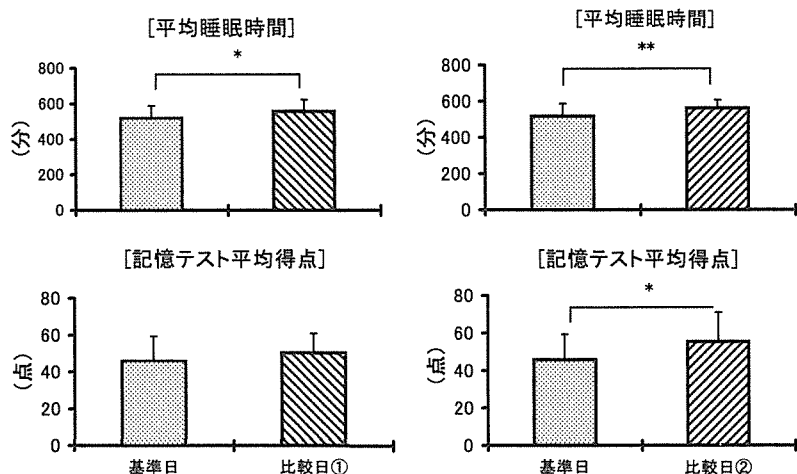 [平均睡眠時間]
*
800
600
400
200
0
(分)
[平均睡眠時間]
**
800
600
400
200
0
(分)
[記憶テスト平均得点]
80
60
40
20
0
(点)
基準日
比較日①
[記憶テスト平均得点]
*
80
60
40
20
0
(点)
基準日
比較日②